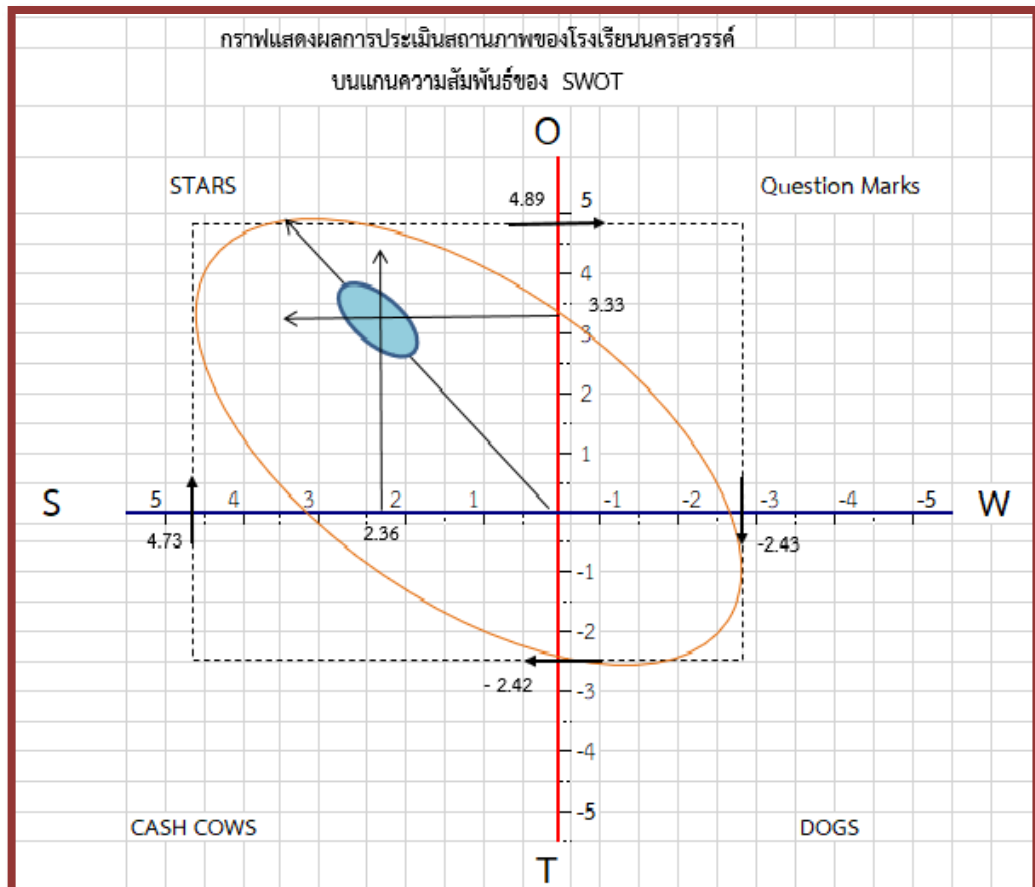 กราฟแสดงผลการประเมินสถานภาพของโรงเรียนนครสวรรค์
บนแกนความสัมพันธ์ของ SWOT
O
STARS
Question Marks
4.89
5
4
3.33
3
2
1
S
5 4 3 2 1 -1 -2 -3 -4 -5
W
4.73
2.36
-2.43
-1
-2
- 2.42
-3
-4
-5
CASH COWS
DOGS
T